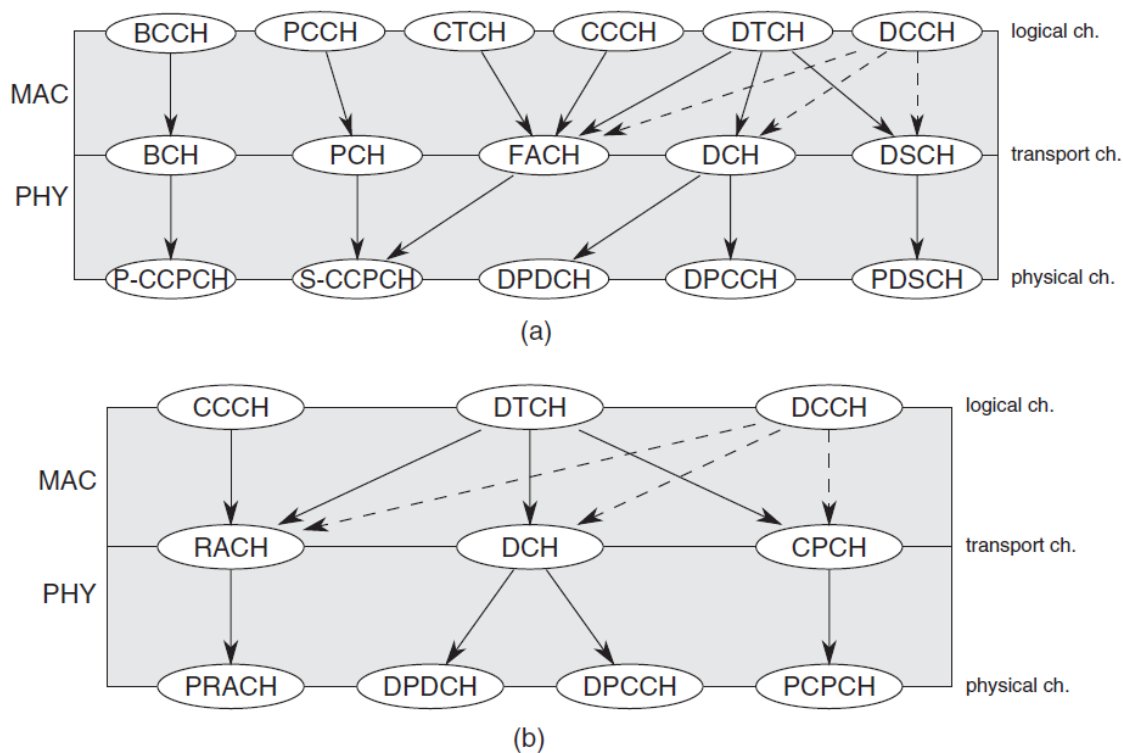 BCCH PCCH CTCH CCCH DTCH DCCH logical ch.
MAC
BCH PCH FACH DCH DSCH transport ch.
PHY
P-CCPCH S-CCPCH DPDCH DPCCH PDSCH physical ch.
(a)
CCCH DTCH DCCH logical ch.
MAC
RACH DCH CPCH transport ch.
PHY
PRACH DPDCH DPCCH PCPCH physical ch.
(b)